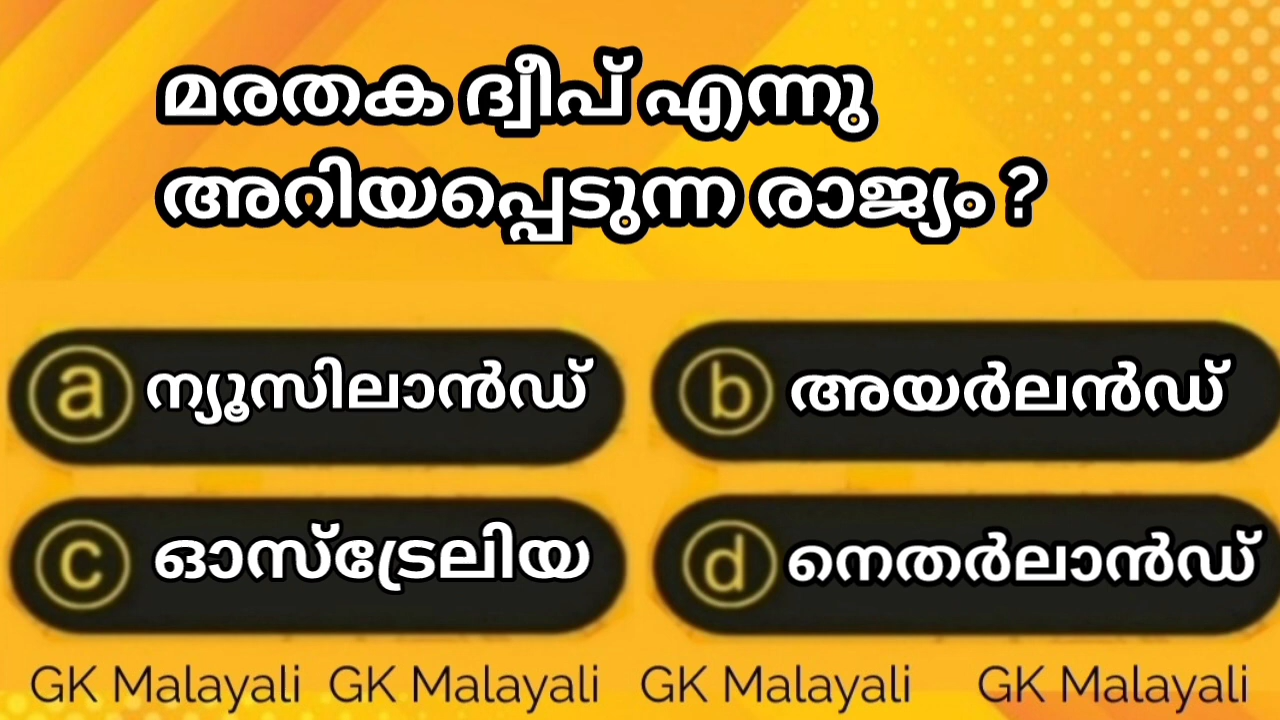 മരതക ദ്വീപ് എന്നു
അറിയപ്പെടുന്ന രാജ്യം ?
a ന്യൂസിലാൻഡ്
b അയർലൻഡ്
c ഓസ്ട്രേലിയ
d നെതർലാൻഡ്
GK Malayali GK Malayali GK Malayali GK Malayali